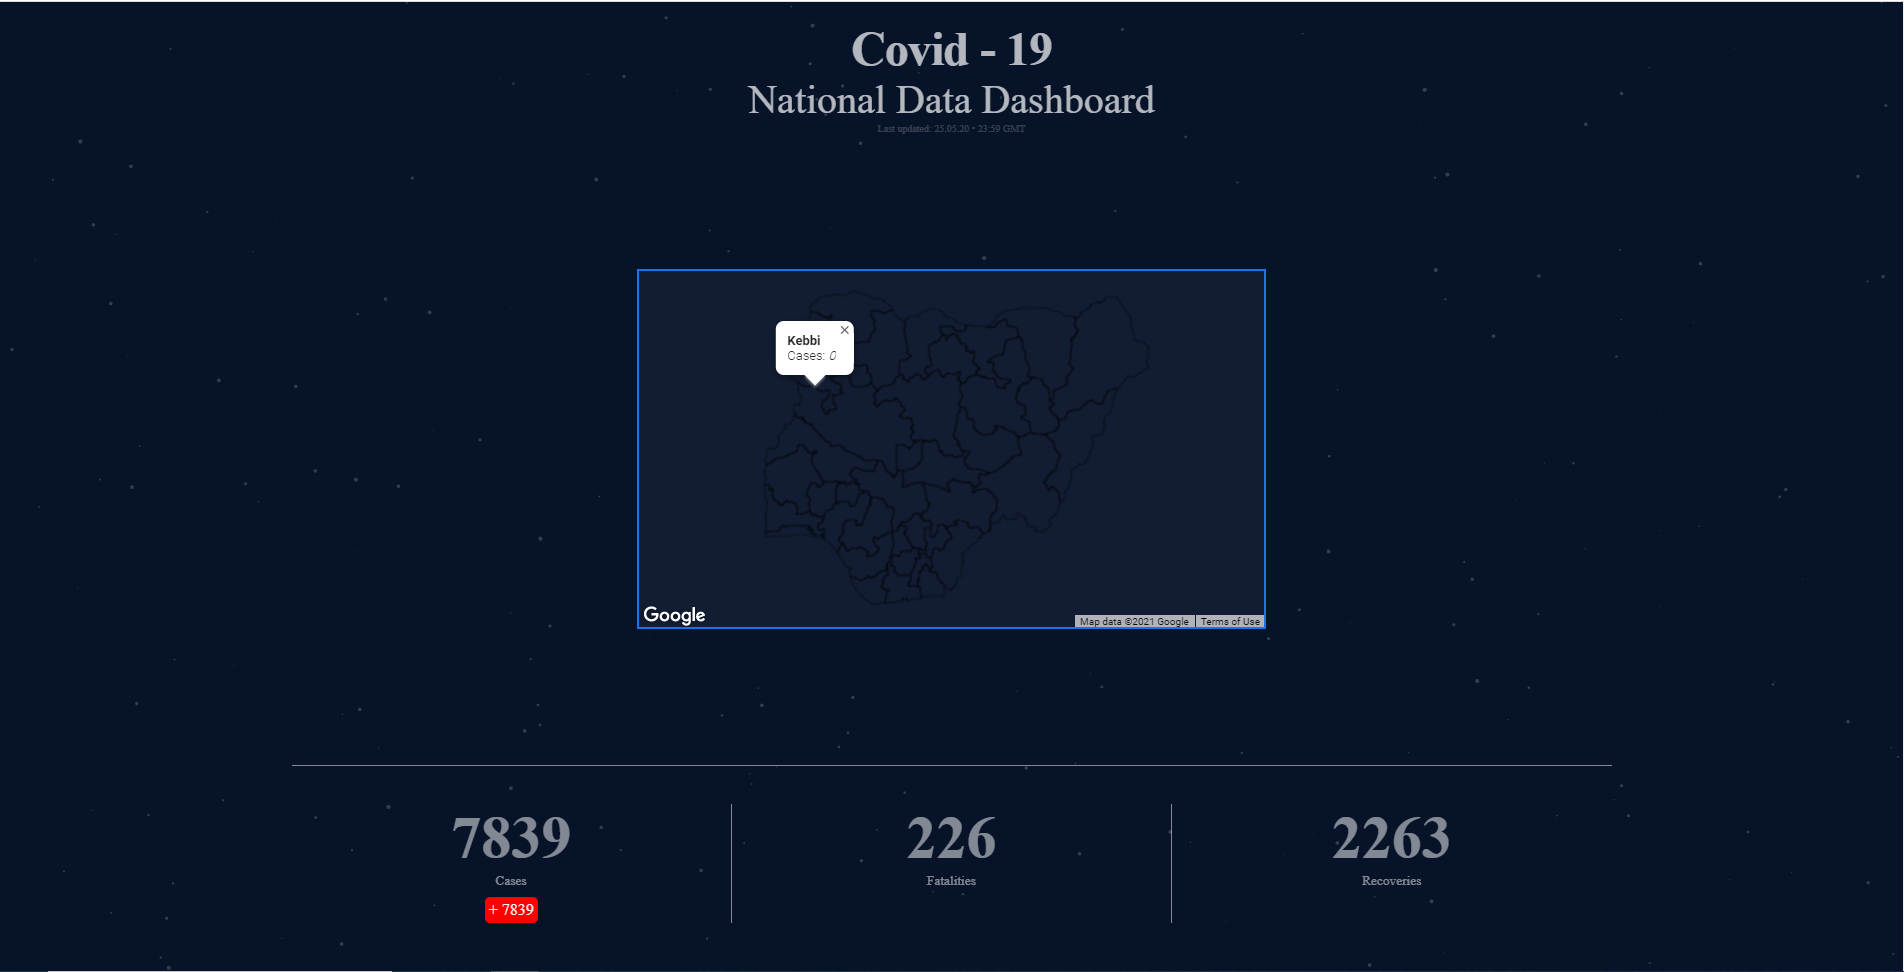 Covid - 19
National Data Dashboard
Last updated: 25.05.20 • 23:59 GMT
Kebbi
Cases: 0
Google
Map data ©2021 Google
Terms of Use
7839
Cases
+ 7839
226
Fatalities
2263
Recoveries